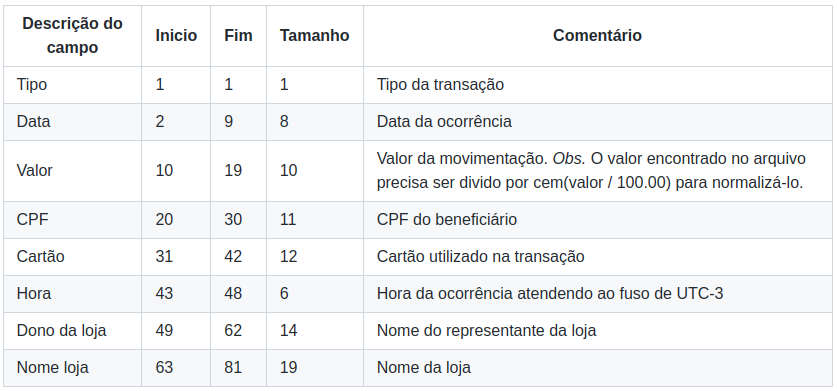 Descrição do campo Inicio Fim Tamanho Comentário
Tipo 1 1 1 Tipo da transação
Data 2 9 8 Data da ocorrência
Valor 10 19 10 Valor da movimentação. Obs. O valor encontrado no arquivo
precisa ser divido por cem(valor / 100.00) para normalizá-lo.
CPF 20 30 11 CPF do beneficiário
Cartão 31 42 12 Cartão utilizado na transação
Hora 43 48 6 Hora da ocorrência atendendo ao fuso de UTC-3
Dono da loja 49 62 14 Nome do representante da loja
Nome loja 63 81 19 Nome da loja